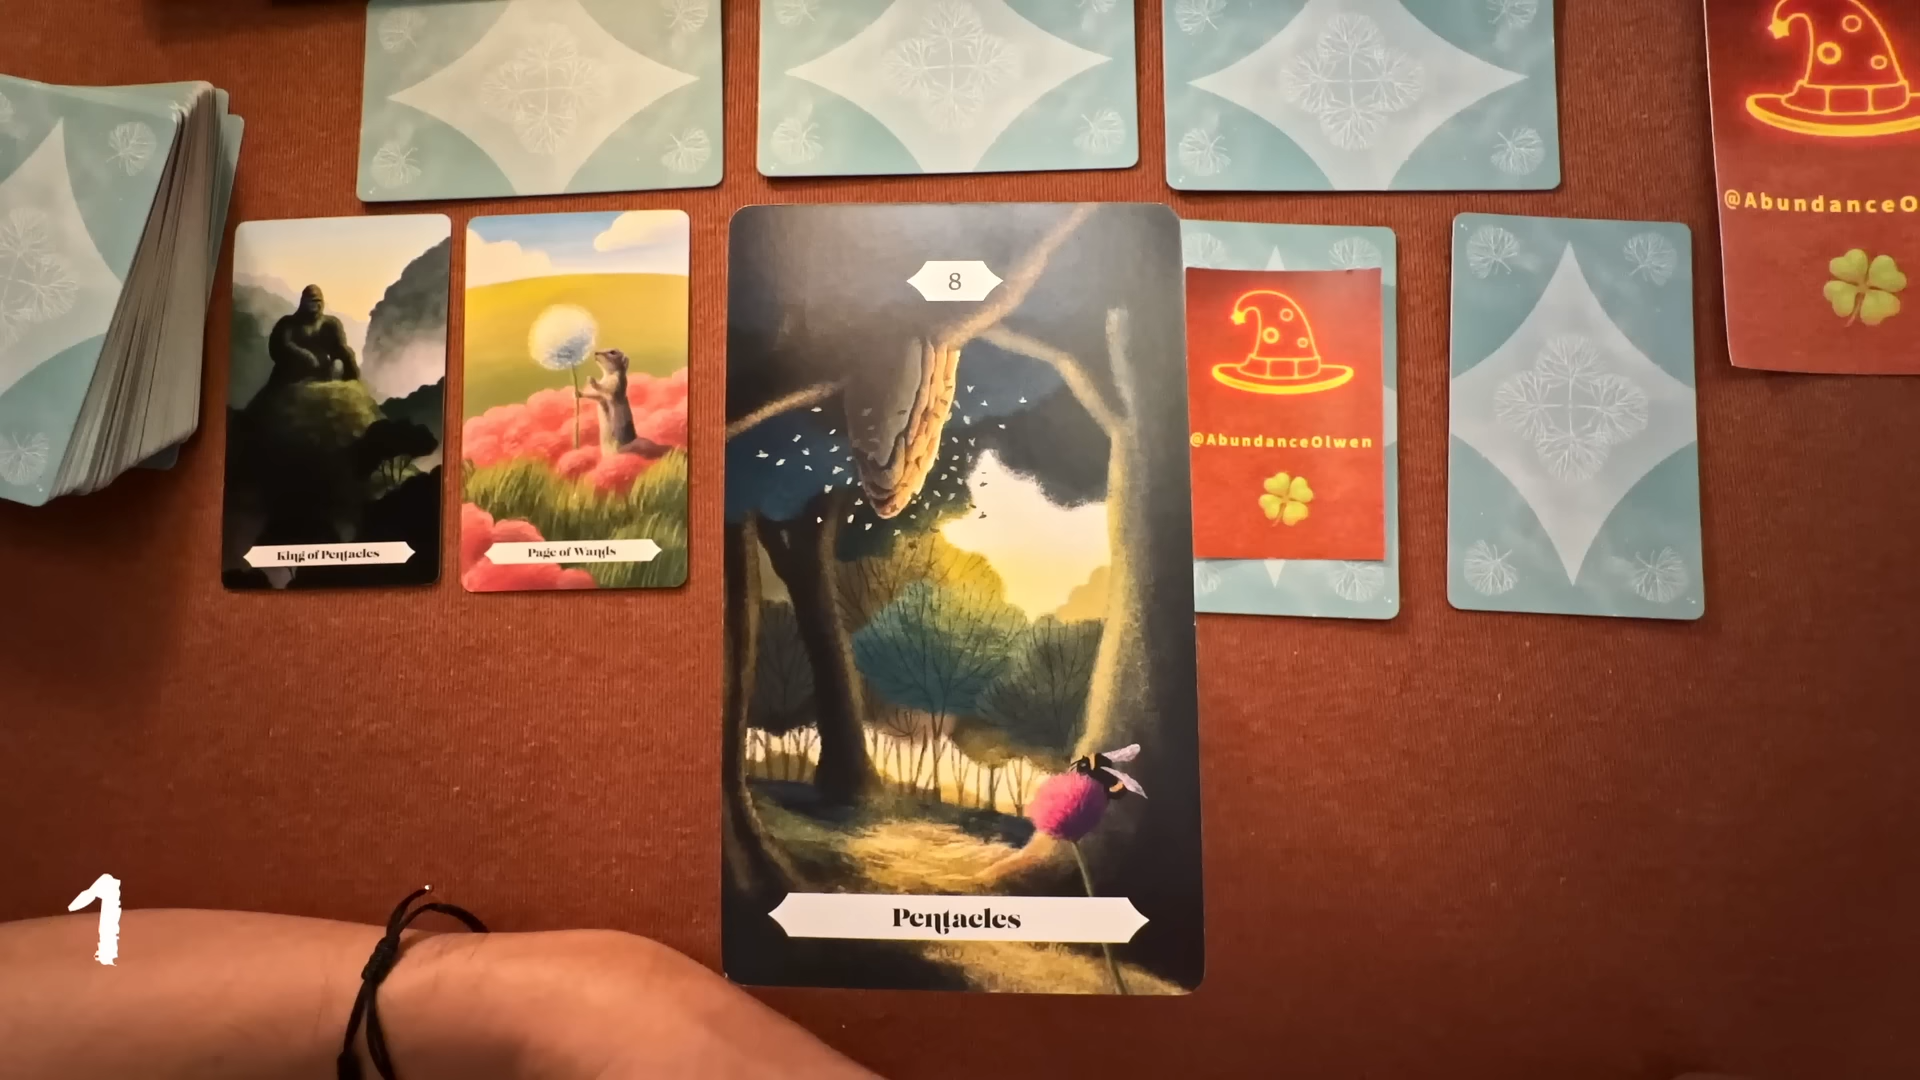 @AbundanceO
8
@AbundanceOlwen
King of Pentacles
Page of Wands
Pentacles
1